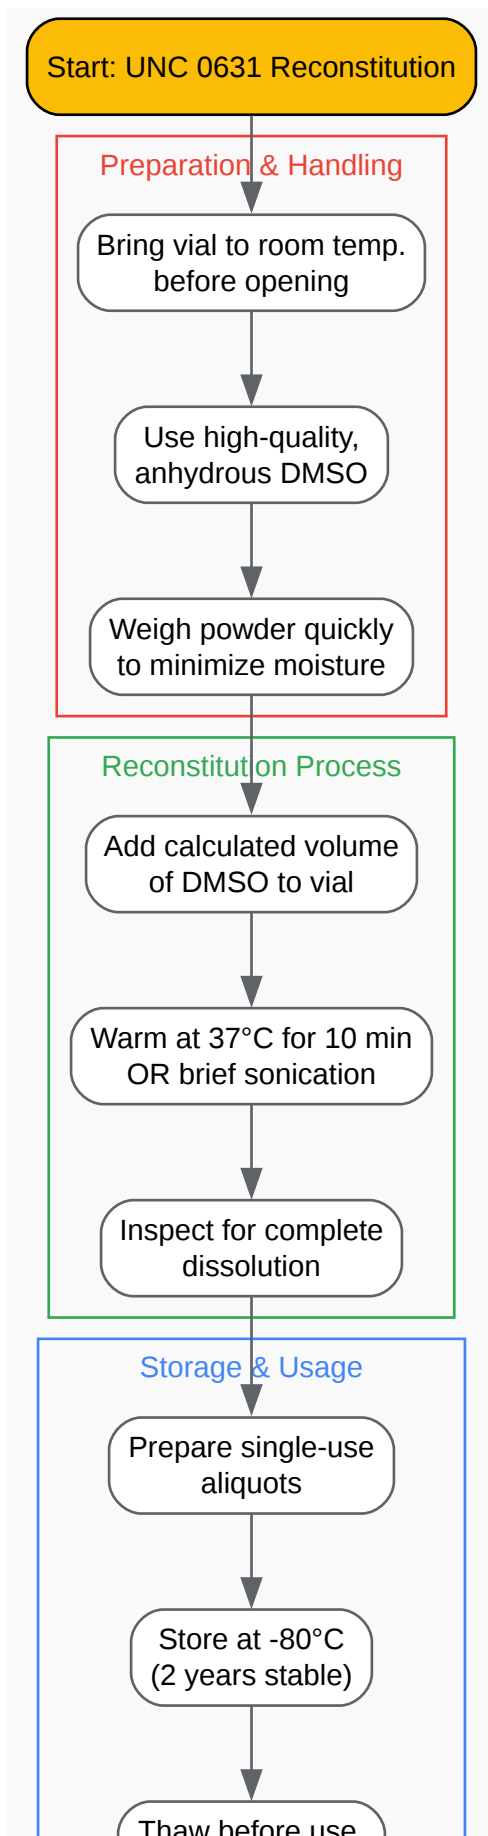 Start: UNC 0631 Reconstitution
Preparation & Handling
Bring vial to room temp.
before opening
Use high-quality,
anhydrous DMSO
Weigh powder quickly
to minimize moisture
Reconstitution Process
Add calculated volume
of DMSO to vial
Warm at 37°C for 10 min
OR brief sonication
Inspect for complete
dissolution
Storage & Usage
Prepare single-use
aliquots
Store at -80°C
(2 years stable)
Thaw before use